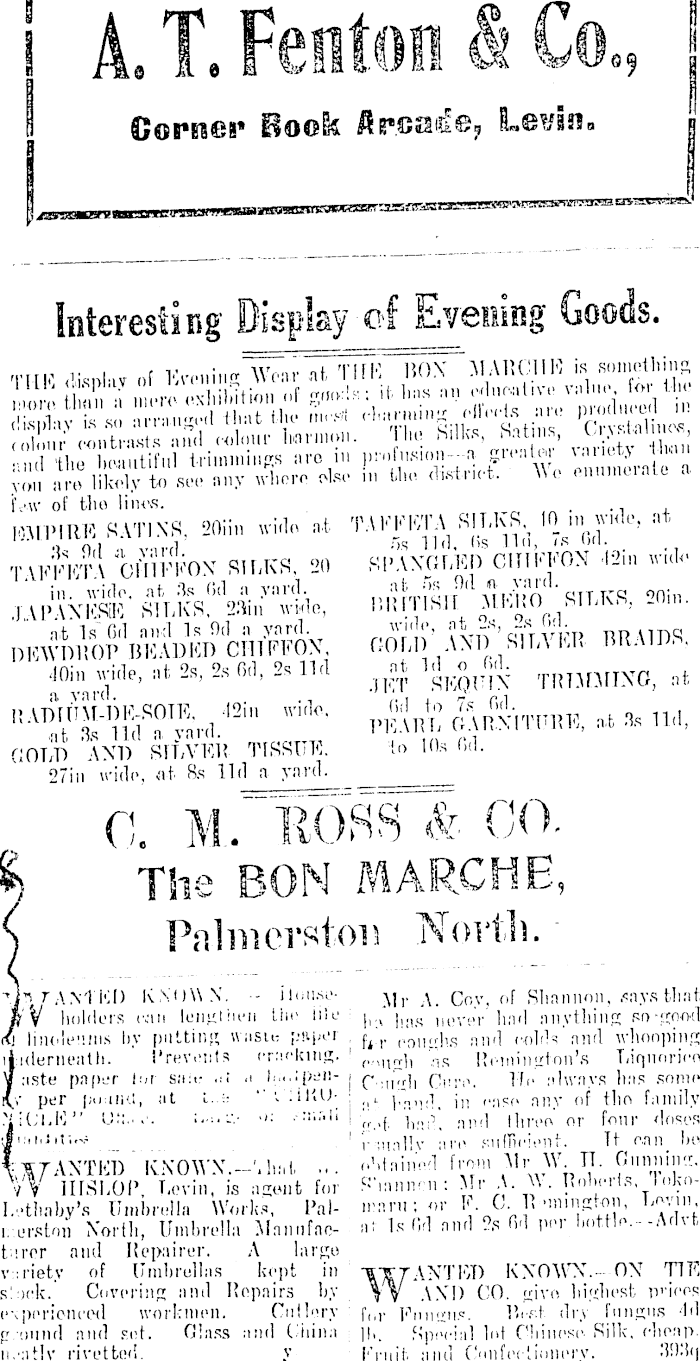 A. T. Fenton & Co.,
Corner Book Arcade, Levin.
Interesting Display of Evening Goods.
THE display of Evening Wear at THE BON MARCHE is something
more than a mere exhibition of goods; it has an educative value, for the
display is so arranged that the most charming effects are produced in
colour contrasts and colour harmon. The Silks, Satins, Crystalines,
and the beautiful trimmings are in profusion--a greater variety than
you are likely to see any where else in the district. We enumerate a
few of the lines.
EMPIRE SATINS, 20iin wide at
3s 9d a yard.
TAFFETA CHIFFON SILKS, 20
in. wide, at 3s 6d a yard.
JAPANESE SILKS, 23in wide,
at 1s 6d and 1s 9d a yard.
DEWDROP BEADED CHIFFON,
40in wide, at 2s, 2s 6d, 2s 11d
a yard.
RADIUM-DE-SOIE, 42in wide,
at 3s 11d a yard.
GOLD AND SILVER TISSUE,
27in wide, at 8s 11d a yard.
TAFFETA SILKS, 40 in wide, at
5s 11d, 6s 11d, 7s 6d.
SPANGLED CHIFFON 42in wide
at 5s 9d a yard.
BRITISH MERO SILKS, 20in.
wide, at 2s, 2s 6d.
GOLD AND SILVER BRAIDS,
at 1d o 6d.
JET SEQUIN TRIMMING, at
6d to 7s 6d.
PEARL GARNITURE, at 3s 11d,
to 10s 6d.
C. M. ROSS & CO.
The BON MARCHE,
Palmerston North.
WANTED KNOWN. - House-
holders can lengthen the life
of linoleums by putting waste paper
underneath. Prevents cracking.
Waste paper for sale at a halfpen-
ny per pound, at the "CHRO-
NICLE" Office. Large or small
quantities
WANTED KNOWN.--That
HISLOP, Levin, is agent for
Lethaby's Umbrella Works, Pal-
merston North, Umbrella Manufac-
turer and Repairer. A large
variety of Umbrellas kept in
stock. Covering and Repairs by
experienced workmen. Cutlery
ground and set. Glass and China
neatly rivetted. y
Mr A. Coy, of Shannon, says that
he has never had anything so good
for coughs and colds and whooping
cough as Remington's Liquorice
Cough Cure. He always has some
at hand, in case any of the family
get bad, and three or four doses
usually are sufficient. It can be
obtained from Mr W. H. Gunning,
Shannon; Mr A. W. Roberts, Toko-
maru; or F. C. Remington, Levin,
at 1s 6d and 2s 6d per bottle.--Advt
WANTED KNOWN.--ON TIE
AND CO. give highest prices
for Fungus. Best dry fungus 4d
lb. Special lot Chinese Silk, cheap.
Fruit and Confectionery. 393q